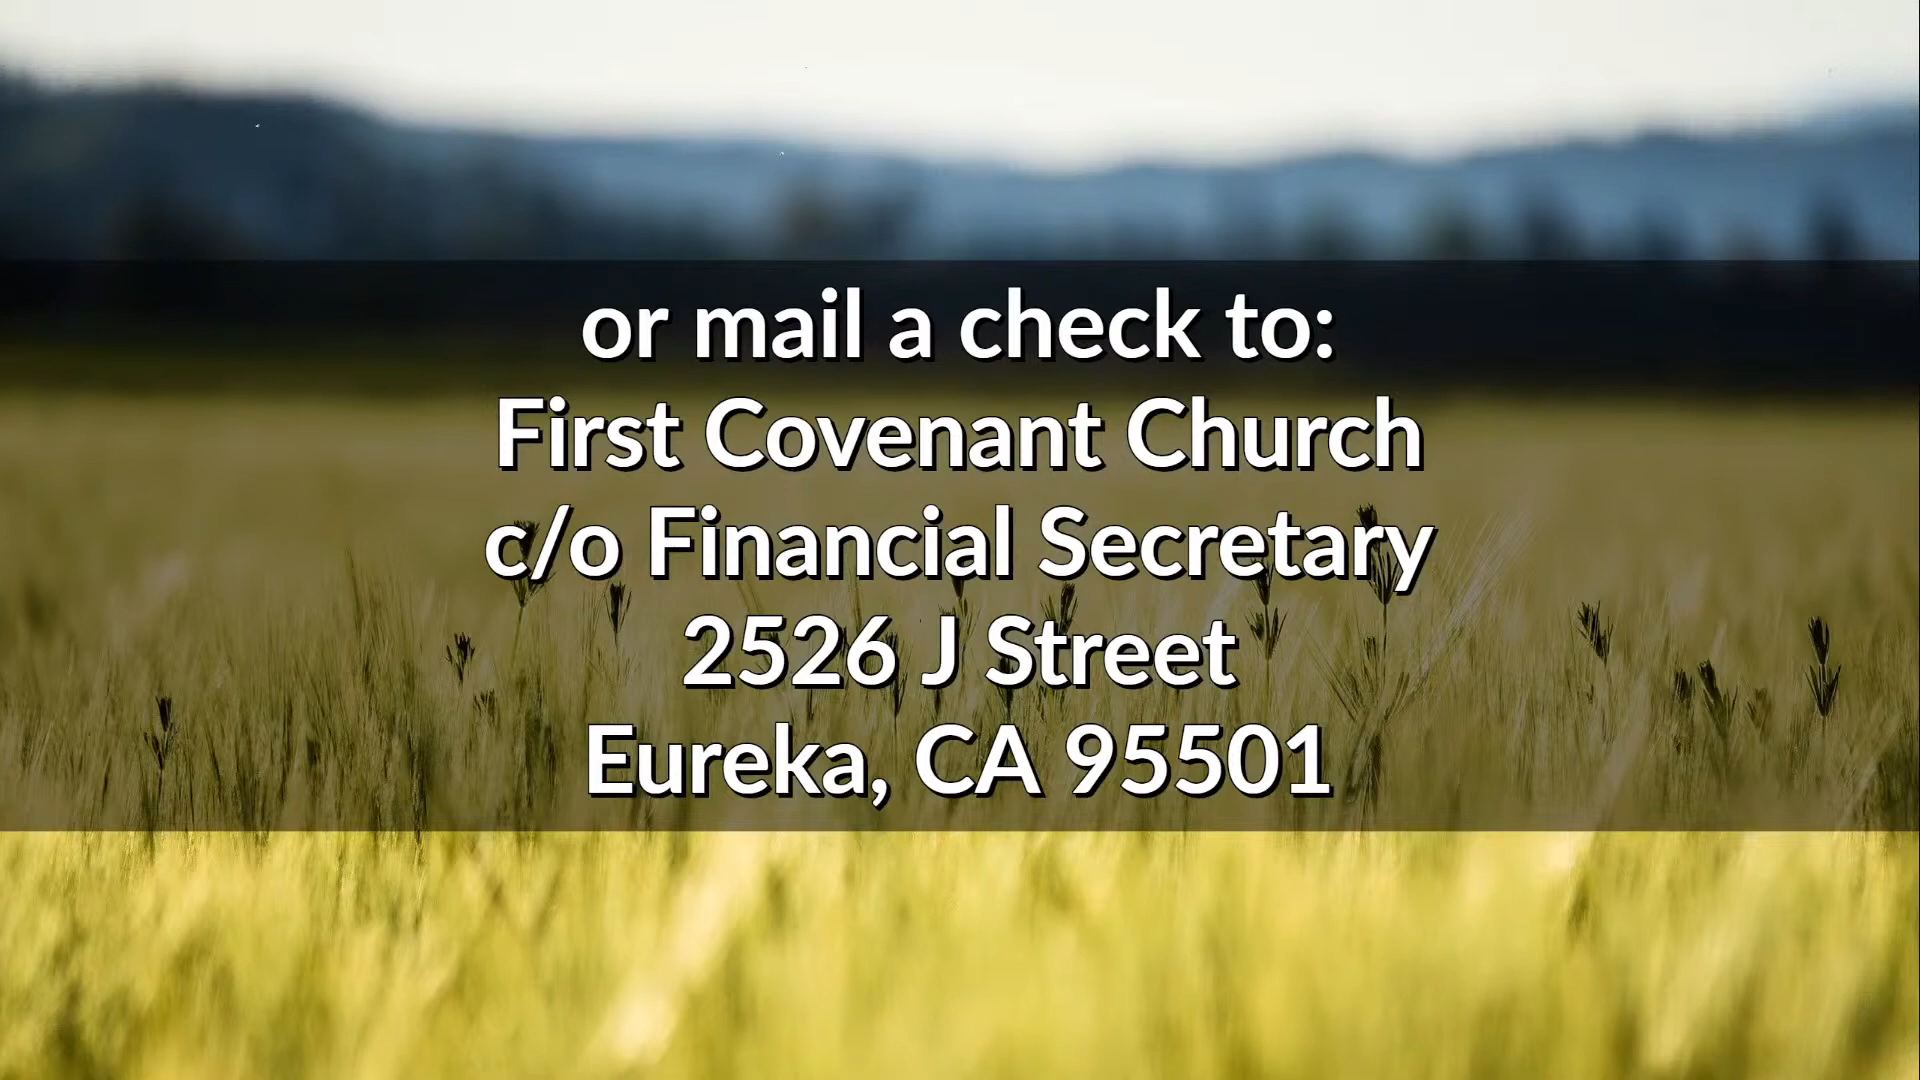 or mail a check to:
First Covenant Church
c/o Financial Secretary
2526 J Street
Eureka, CA 95501